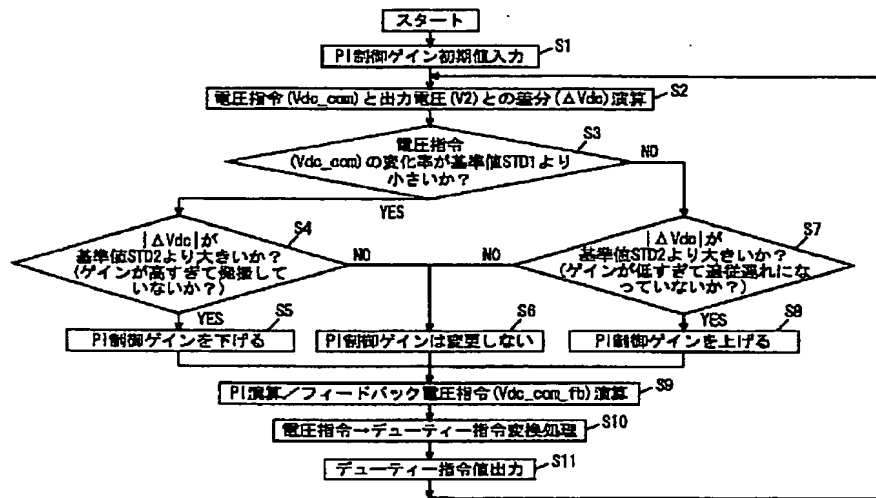 スタート
PI制御ゲイン初期値入力
S1
電圧指令(Vdc_com)と出力電圧(V2)との差分(ΔVdc)演算
S2
電圧指令
(Vdc_com)の変化率が基準値STD1より
小さいか?
S3
NO
YES
|ΔVdc|が
基準値STD2より大きいか?
(ゲインが高すぎて発振して
いないか?)
S4
NO
NO
|ΔVdc|が
基準値STD2より大きいか?
(ゲインが低すぎて追従遅れにな
っていないか?)
S7
YES
S5
S6
YES
S8
PI制御ゲインを下げる
PI制御ゲインは変更しない
PI制御ゲインを上げる
PI演算/フィードバック電圧指令(Vdc_com_fb)演算
S9
電圧指令→デューティー指令変換処理
S10
デューティー指令値出力
S11